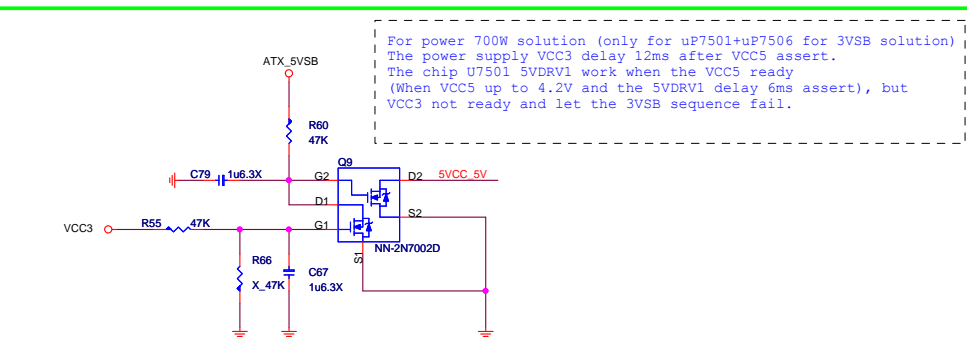 For power 700W solution (only for uP7501+uP7506 for 3VSB solution)
The power supply VCC3 delay 12ms after VCC5 assert.
The chip U7501 5VDRV1 work when the VCC5 ready
(When VCC5 up to 4.2V and the 5VDRV1 delay 6ms assert), but
VCC3 not ready and let the 3VSB sequence fail.
ATX_5VSB
R60
47K
Q9
C79 1u6.3X
G2
D2
5VCC_5V
D1
S2
VCC3
R55 47K
G1
NN-2N7002D
S1
R66
X_47K
C67
1u6.3X